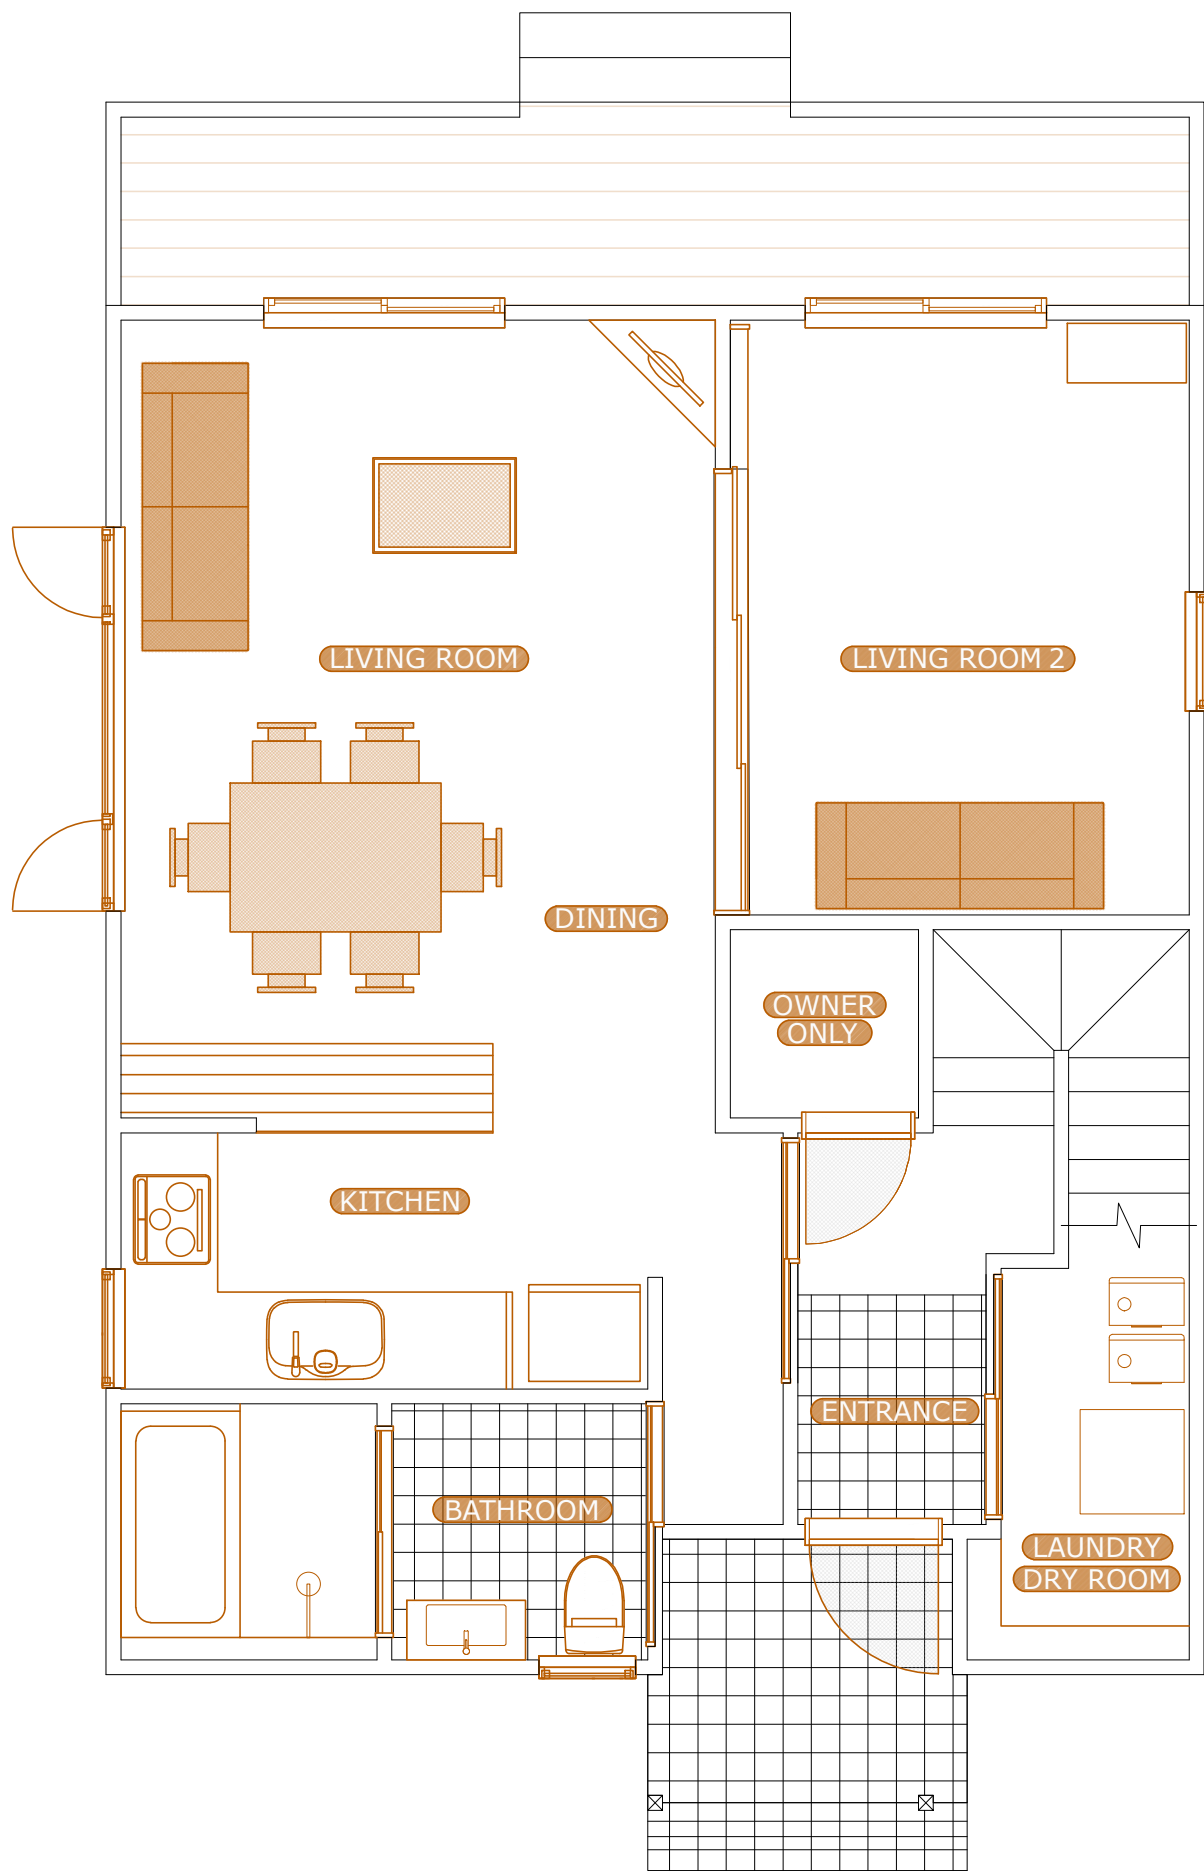 LIVING ROOM
LIVING ROOM 2
DINING
OWNER
ONLY
KITCHEN
ENTRANCE
BATHROOM
LAUNDRY
DRY ROOM